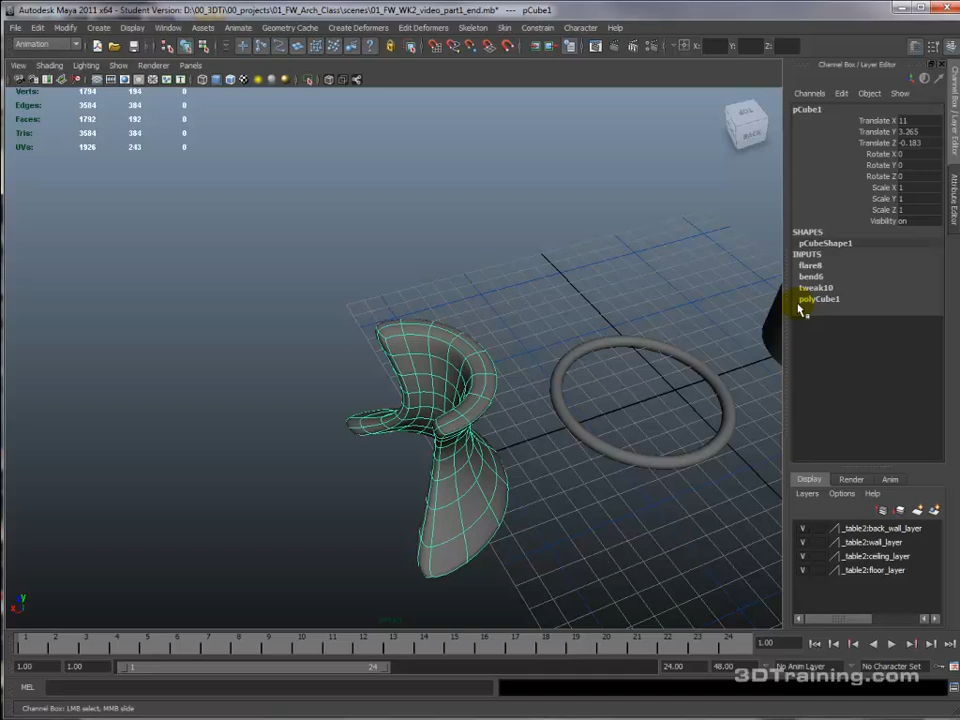 Autodesk Maya 2011 x64 - Student Version: D:\00_3DTi\00_projects\01_FW_Arch_Class\scenes\01_FW_WK2_video_part1_end.mb* --- pCube1
File Edit Modify Create Display Window Assets Animate Geometry Cache Create Deformers Edit Deformers Skeleton Skin Constrain Character Help
Animation X: Y: Z:
View Shading Lighting Show Renderer Panels Channel Box / Layer Editor
Verts: 1794 194 0
Edges: 3584 384 0
Faces: 1792 192 0
Tris: 3584 384 0
UVs: 1926 243 0
BACK
Channels Edit Object Show
pCube1
Translate X 11
Translate Y 3.265
Translate Z -0.183
Rotate X 0
Rotate Y 0
Rotate Z 0
Scale X 1
Scale Y 1
Scale Z 1
Visibility on
SHAPES
pCubeShape1
INPUTS
flare8
bend6
tweak10
polyCube1
Channel Box / Layer Editor
Attribute Editor
Display Render Anim
Layers Options Help
V _table2:back_wall_layer
V _table2:wall_layer
V _table2:ceiling_layer
V _table2:floor_layer
y
x
1 2 3 4 5 6 7 8 9 10 11 12 13 14 15 16 17 18 19 20 21 22 23 24 1.00
1.00 1.00 1 24 24.00 48.00 No Anim Layer No Character Set
MEL
3DTraining.com
Channel Box: LMB select, MMB slide